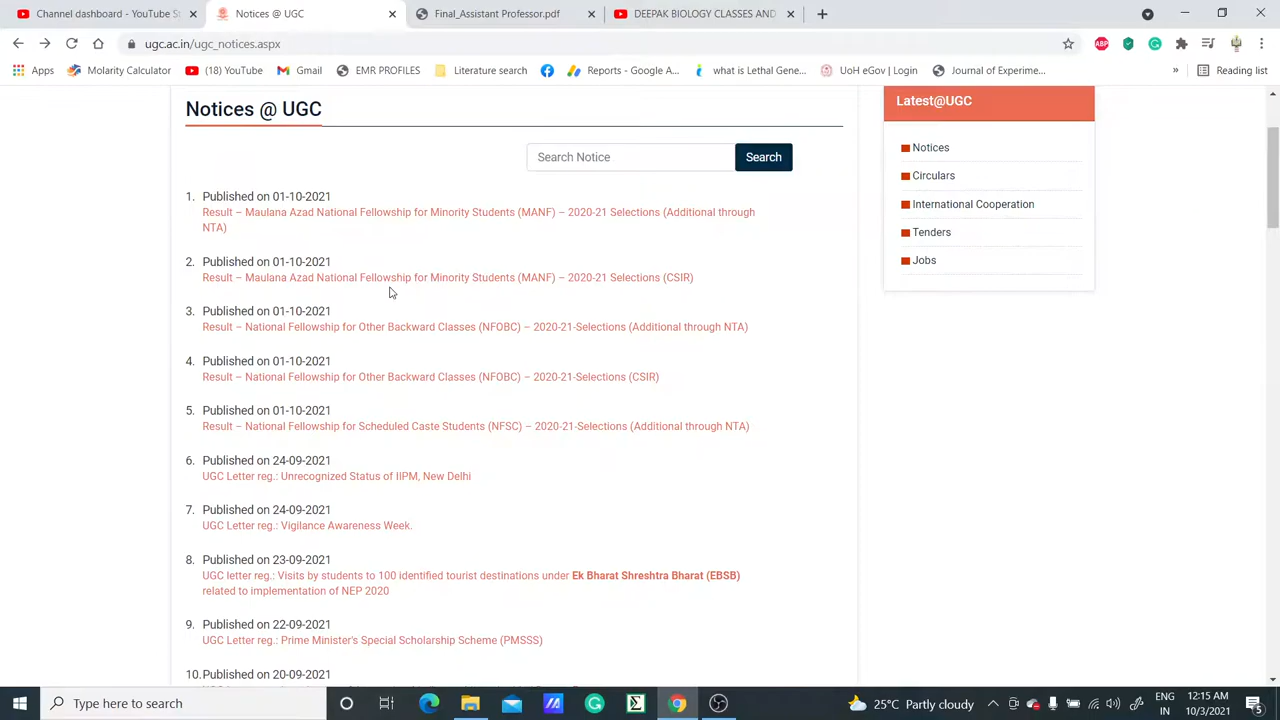 Channel dashboard - YouTube St
Notices @ UGC
Final_Assistant Professor.pdf
DEEPAK BIOLOGY CLASSES AND
ugc.ac.in/ugc_notices.aspx
ABP
Apps
Molarity Calculator
(18) YouTube
Gmail
EMR PROFILES
Literature search
Reports - Google A...
what is Lethal Gene...
UoH eGov | Login
Journal of Experime...
»
Reading list
Notices @ UGC
Search Notice
Search
1. Published on 01-10-2021
Result – Maulana Azad National Fellowship for Minority Students (MANF) – 2020-21 Selections (Additional through
NTA)
2. Published on 01-10-2021
Result – Maulana Azad National Fellowship for Minority Students (MANF) – 2020-21 Selections (CSIR)
3. Published on 01-10-2021
Result – National Fellowship for Other Backward Classes (NFOBC) – 2020-21-Selections (Additional through NTA)
4. Published on 01-10-2021
Result – National Fellowship for Other Backward Classes (NFOBC) – 2020-21-Selections (CSIR)
5. Published on 01-10-2021
Result – National Fellowship for Scheduled Caste Students (NFSC) – 2020-21-Selections (Additional through NTA)
6. Published on 24-09-2021
UGC Letter reg.: Unrecognized Status of IIPM, New Delhi
7. Published on 24-09-2021
UGC Letter reg.: Vigilance Awareness Week.
8. Published on 23-09-2021
UGC letter reg.: Visits by students to 100 identified tourist destinations under Ek Bharat Shreshtra Bharat (EBSB)
related to implementation of NEP 2020
9. Published on 22-09-2021
UGC Letter reg.: Prime Minister's Special Scholarship Scheme (PMSSS)
10. Published on 20-09-2021
Latest@UGC
Notices
Circulars
International Cooperation
Tenders
Jobs
Type here to search
25°C Partly cloudy
ENG
IN
12:15 AM
10/3/2021